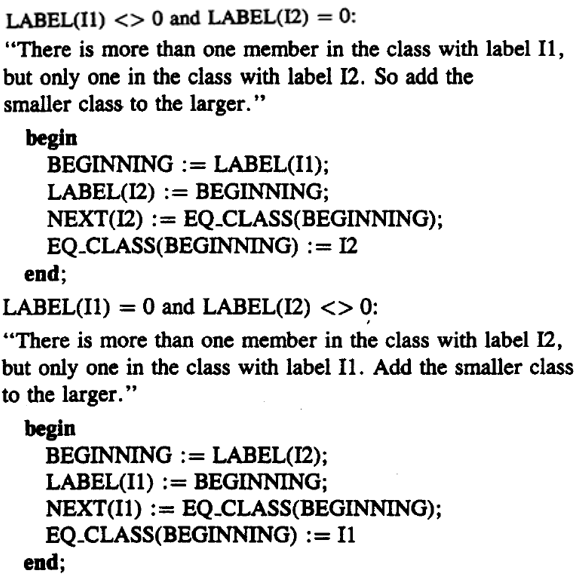 LABEL(I1) <> 0 and LABEL(I2) = 0:
“There is more than one member in the class with label I1,
but only one in the class with label I2. So add the
smaller class to the larger.”
begin
BEGINNING := LABEL(I1);
LABEL(I2) := BEGINNING;
NEXT(I2) := EQ_CLASS(BEGINNING);
EQ_CLASS(BEGINNING) := I2
end;
LABEL(I1) = 0 and LABEL(I2) <> 0:
“There is more than one member in the class with label I2,
but only one in the class with label I1. Add the smaller class
to the larger.”
begin
BEGINNING := LABEL(I2);
LABEL(I1) := BEGINNING;
NEXT(I1) := EQ_CLASS(BEGINNING);
EQ_CLASS(BEGINNING) := I1
end;